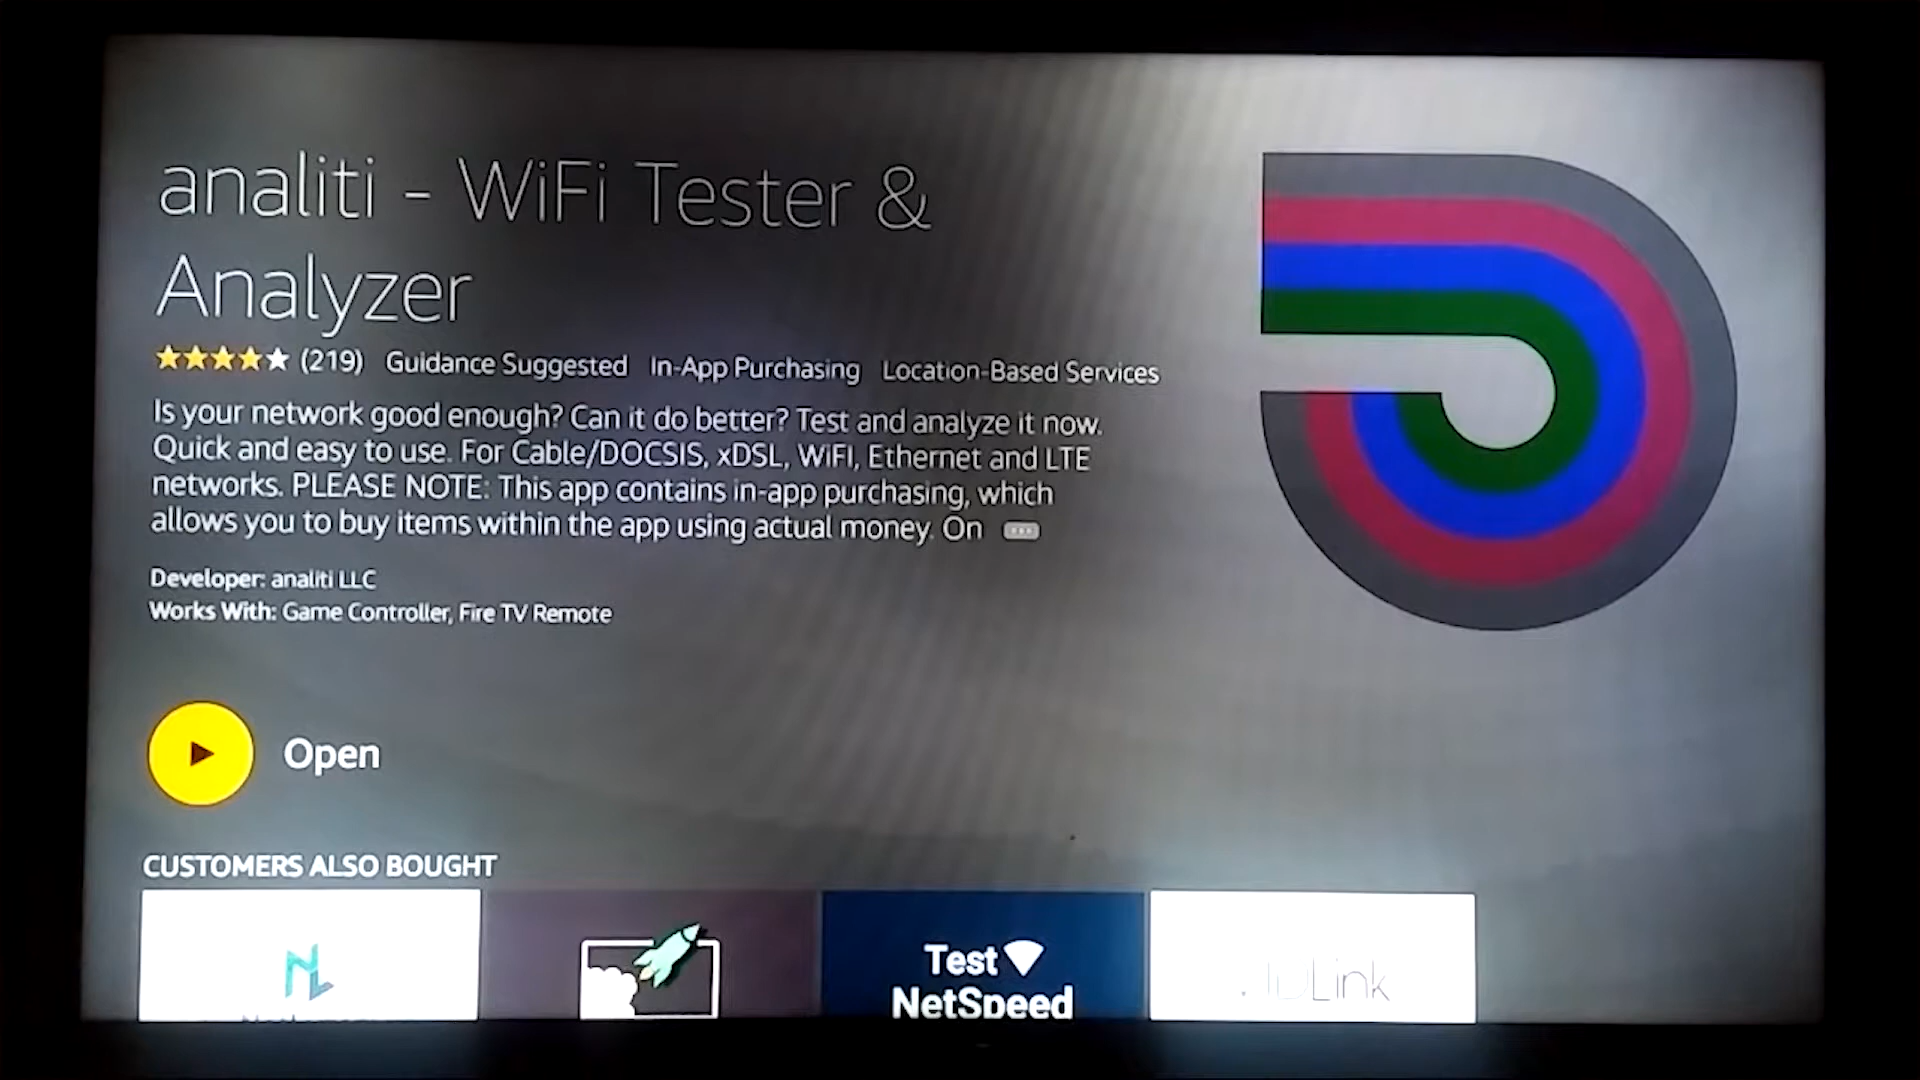 analiti - WiFi Tester &
Analyzer
(219) Guidance Suggested In-App Purchasing Location-Based Services
Is your network good enough? Can it do better? Test and analyze it now.
Quick and easy to use. For Cable/DOCSIS, xDSL, WiFI, Ethernet and LTE
networks. PLEASE NOTE: This app contains in-app purchasing, which
allows you to buy items within the app using actual money. On
Developer: analiti LLC
Works With: Game Controller, Fire TV Remote
Open
CUSTOMERS ALSO BOUGHT
Test
NetSpeed